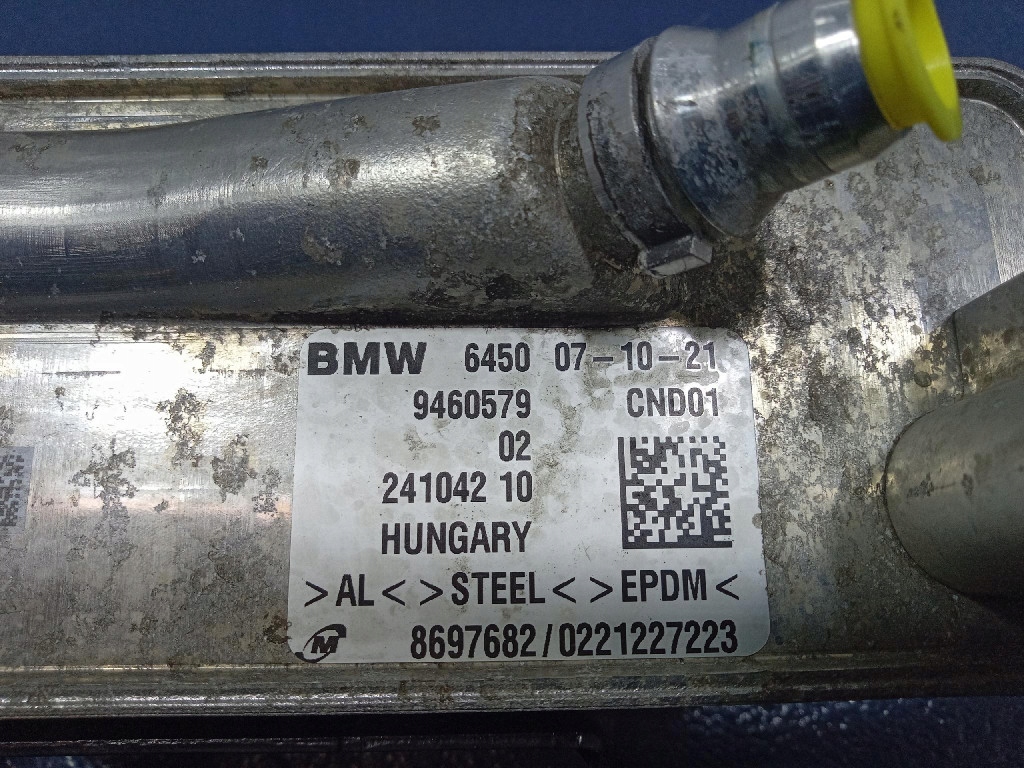 BMW 6450 07-10-21
9460579 CND01
02
241042 10
HUNGARY
>AL< >STEEL< >EPDM<
M 8697682/0221227223